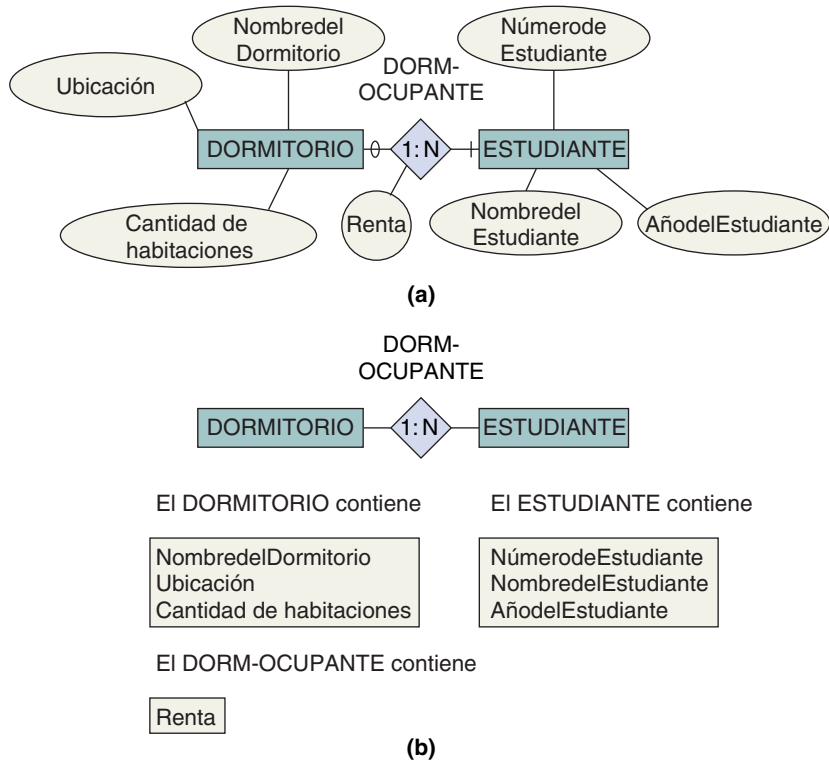 Nombredel
Dormitorio
Númerode
Estudiante
DORM-
OCUPANTE
Ubicación
DORMITORIO
1:N
ESTUDIANTE
Cantidad de
habitaciones
Renta
Nombredel
Estudiante
AñodelEstudiante
(a)
DORM-
OCUPANTE
DORMITORIO
1:N
ESTUDIANTE
El DORMITORIO contiene
NombredelDormitorio
Ubicación
Cantidad de habitaciones
El ESTUDIANTE contiene
NúmerodeEstudiante
NombredelEstudiante
AñodelEstudiante
El DORM-OCUPANTE contiene
Renta
(b)